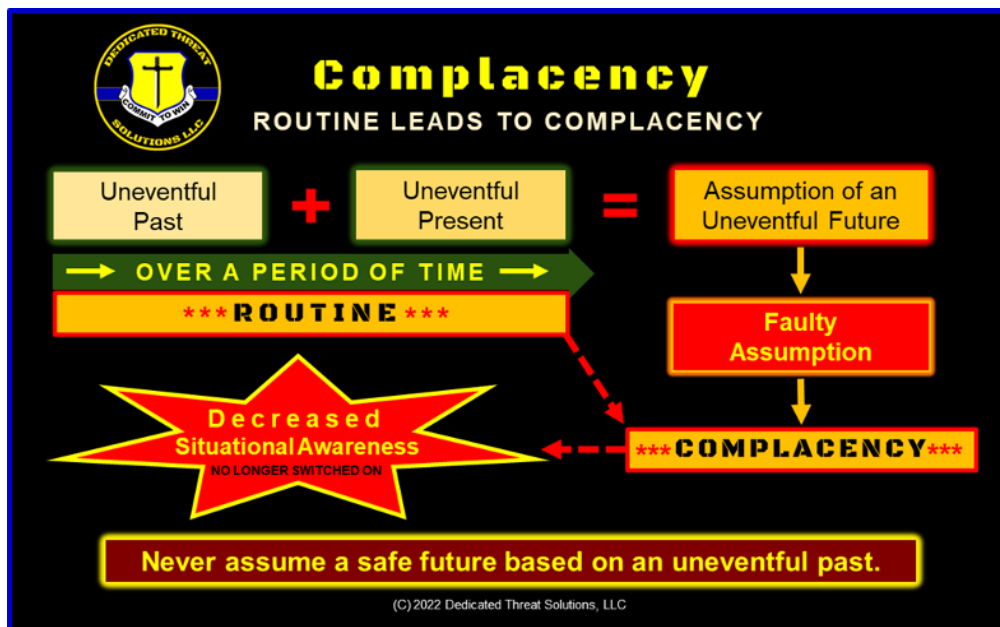 DEDICATED THREAT
COMMIT TO WIN
SOLUTIONS LLC
Complacency
ROUTINE LEADS TO COMPLACENCY
Uneventful
Past
+
Uneventful
Present
=
Assumption of an
Uneventful Future
OVER A PERIOD OF TIME
***ROUTINE***
Faulty
Assumption
Decreased
Situational Awareness
NO LONGER SWITCHED ON
***COMPLACENCY***
Never assume a safe future based on an uneventful past.
(C) 2022 Dedicated Threat Solutions, LLC